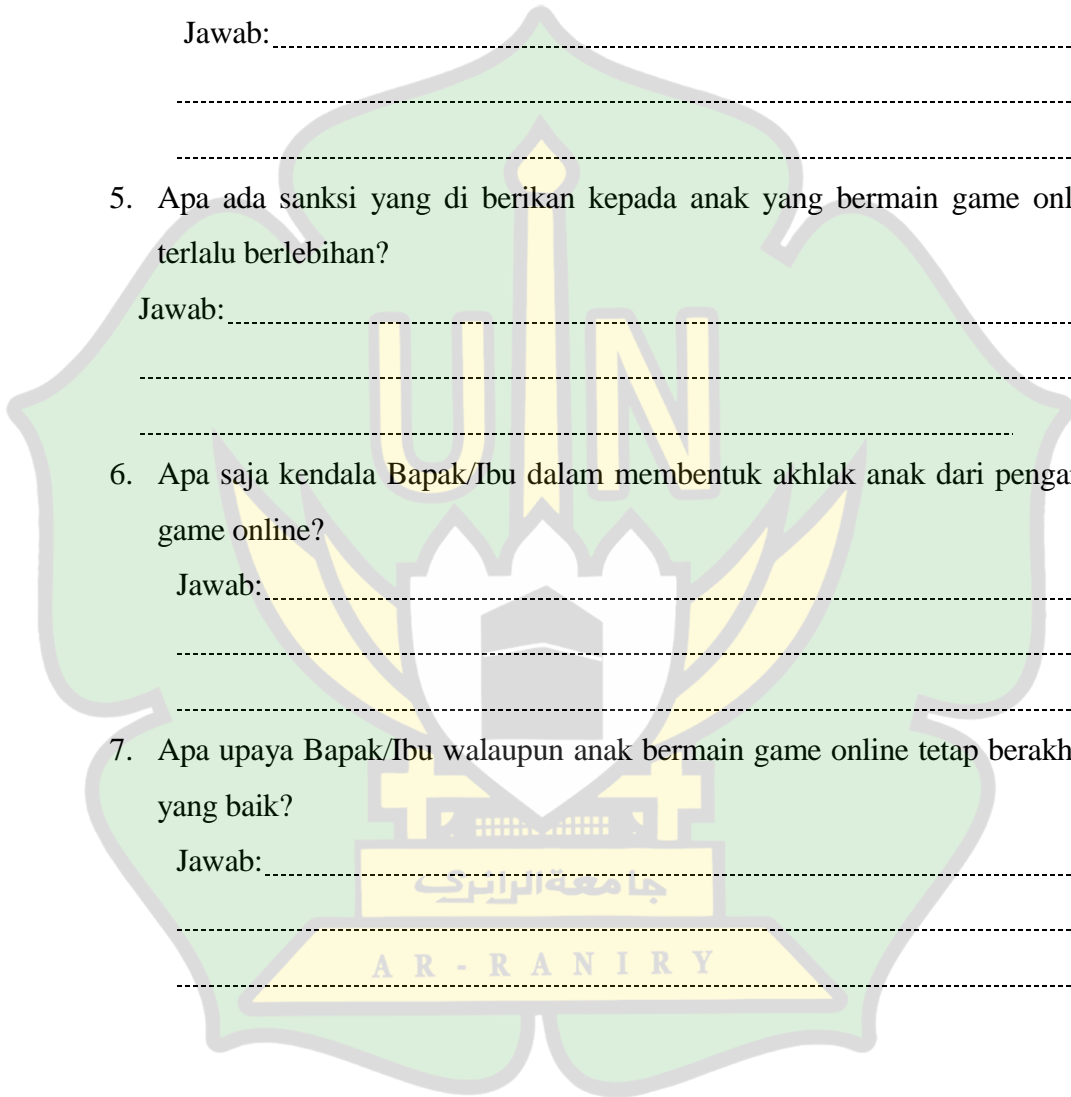 Jawab:
5. Apa ada sanksi yang di berikan kepada anak yang bermain game onl
terlalu berlebihan?
Jawab:
UIN
6. Apa saja kendala Bapak/Ibu dalam membentuk akhlak anak dari penga
game online?
Jawab:
7. Apa upaya Bapak/Ibu walaupun anak bermain game online tetap berakh
yang baik?
Jawab:
جامعةالرانري
AR-RANIRY